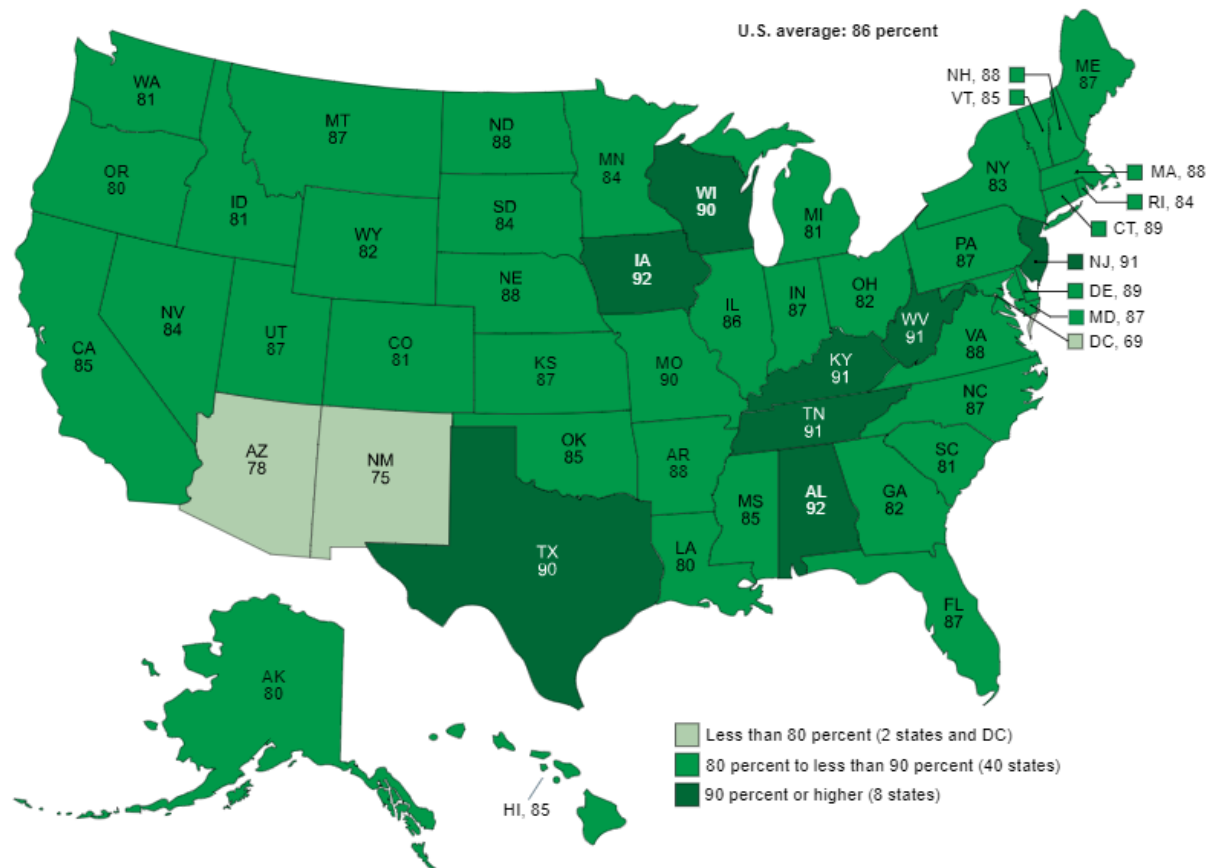 U.S. average: 86 percent
WA
81
OR
80
CA
85
NV
84
ID
81
MT
87
WY
82
UT
87
CO
81
AZ
78
NM
75
ND
88
SD
84
NE
88
KS
87
OK
85
TX
90
MN
84
IA
92
MO
90
AR
88
LA
80
WI
90
IL
86
MI
81
IN
87
OH
82
KY
91
TN
91
MS
85
AL
92
GA
82
FL
87
SC
81
NC
87
VA
88
WV
91
PA
87
NY
83
ME
87
NH, 88
VT, 85
MA, 88
RI, 84
CT, 89
NJ, 91
DE, 89
MD, 87
DC, 69
AK
80
HI, 85
Less than 80 percent (2 states and DC)
80 percent to less than 90 percent (40 states)
90 percent or higher (8 states)